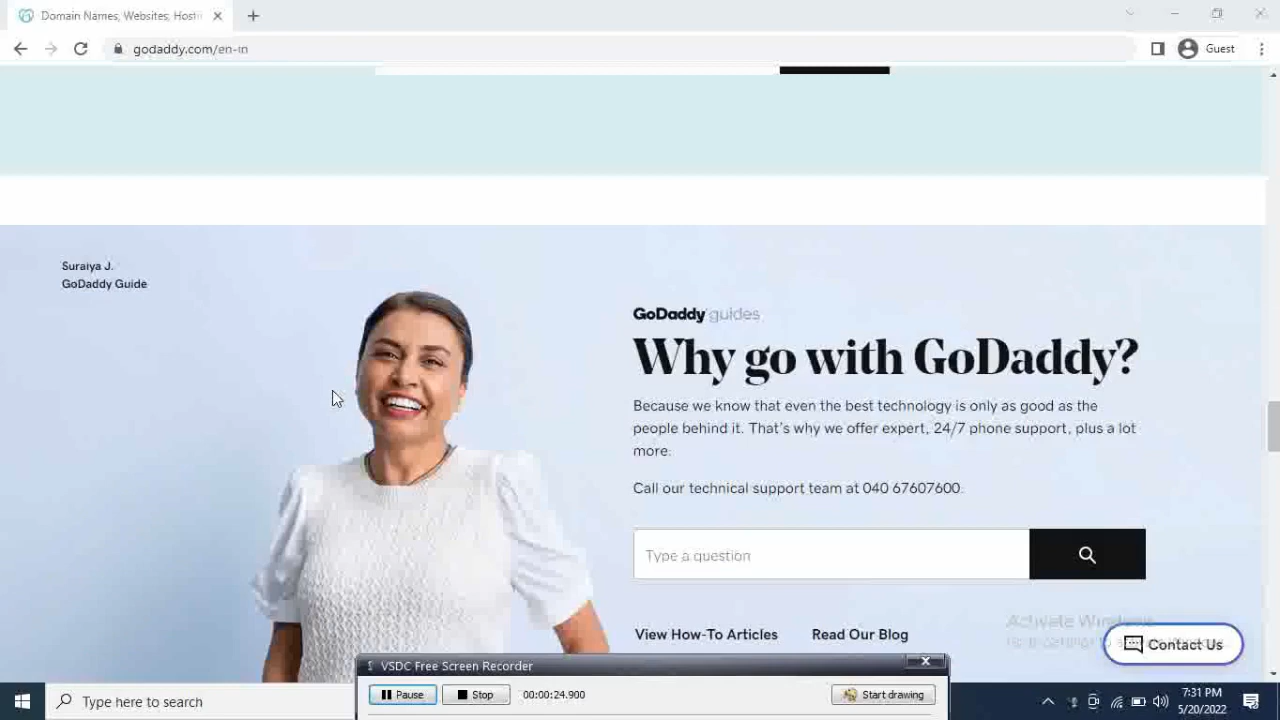 Domain Names, Websites, Hosti
godaddy.com/en-in
Guest
Suraiya J.
GoDaddy Guide
GoDaddy guides
Why go with GoDaddy?
Because we know that even the best technology is only as good as the
people behind it. That's why we offer expert, 24/7 phone support, plus a lot
more.
Call our technical support team at 040 67607600.
Type a question
View How-To Articles
Read Our Blog
Activate Windows
Contact Us
VSDC Free Screen Recorder
Pause
Stop
00:00:24.900
Start drawing
Type here to search
7:31 PM
5/20/2022